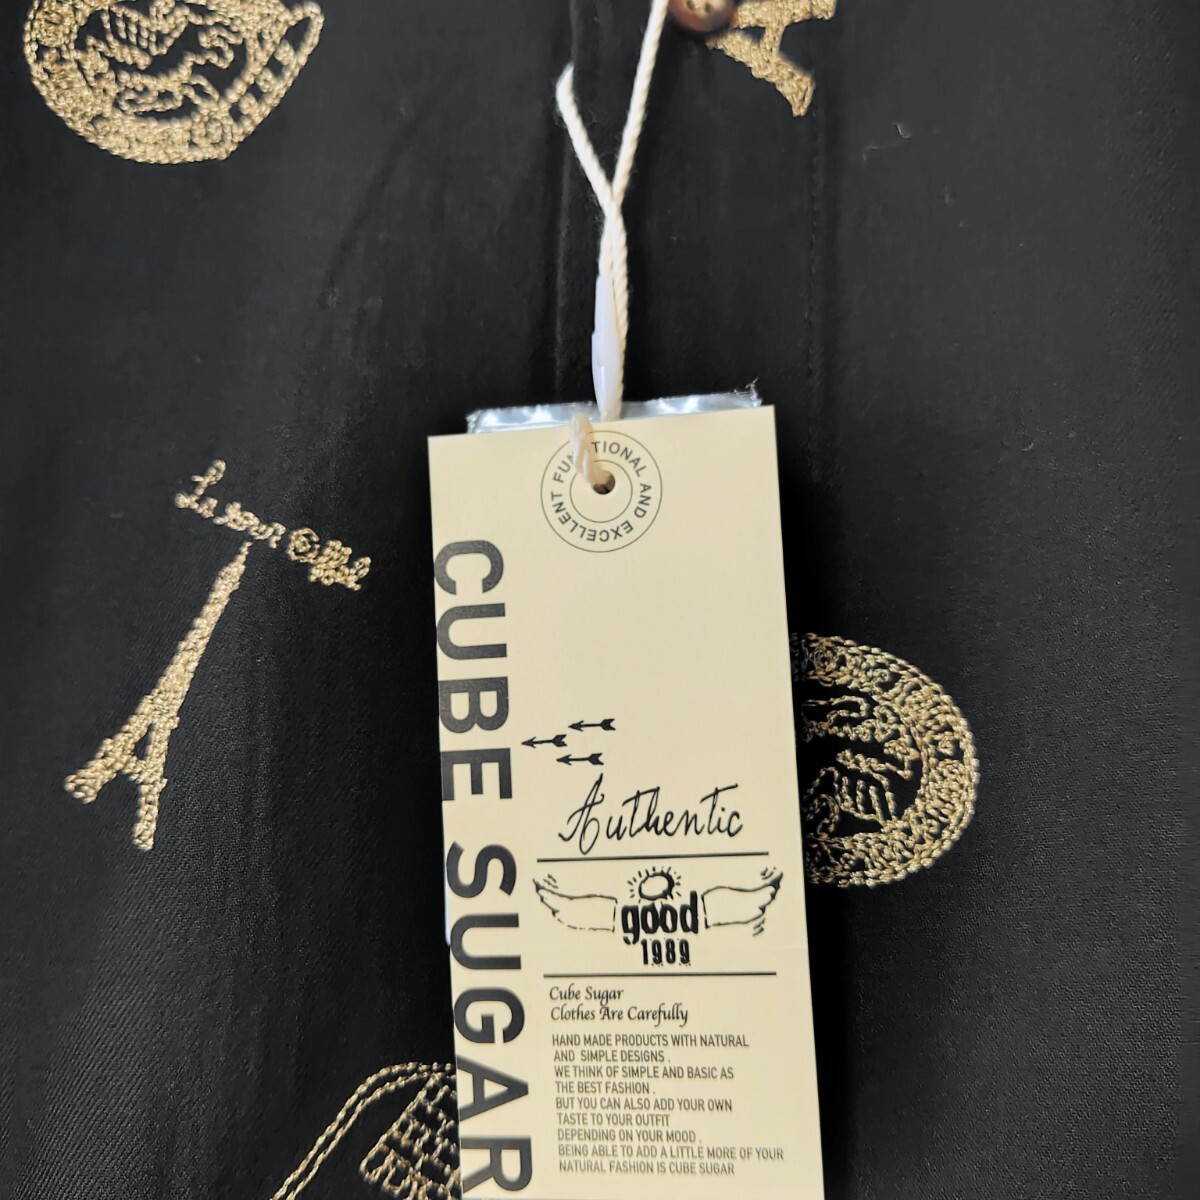 FUNCTIONAL AND EXCELLENT
CUBE SUGAR
Authentic
good
1989
Cube Sugar
Clothes Are Carefully
HAND MADE PRODUCTS WITH NATURAL
AND SIMPLE DESIGNS .
WE THINK OF SIMPLE AND BASIC AS
THE BEST FASHION .
BUT YOU CAN ALSO ADD YOUR OWN
TASTE TO YOUR OUTFIT
DEPENDING ON YOUR MOOD .
BEING ABLE TO ADD A LITTLE MORE OF YOUR
NATURAL FASHION IS CUBE SUGAR